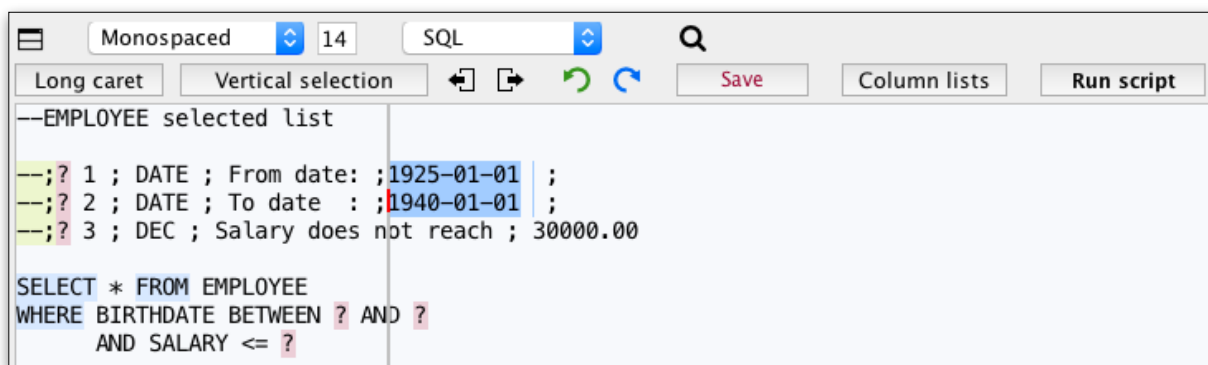 Monospaced 14 SQL
Long caret Vertical selection Save Column lists Run script
--EMPLOYEE selected list
--;? 1 ; DATE ; From date: ;1925-01-01 ;
--;? 2 ; DATE ; To date  : ;1940-01-01 ;
--;? 3 ; DEC ; Salary does not reach ; 30000.00
SELECT * FROM EMPLOYEE
WHERE BIRTHDATE BETWEEN ? AND ?
      AND SALARY <= ?